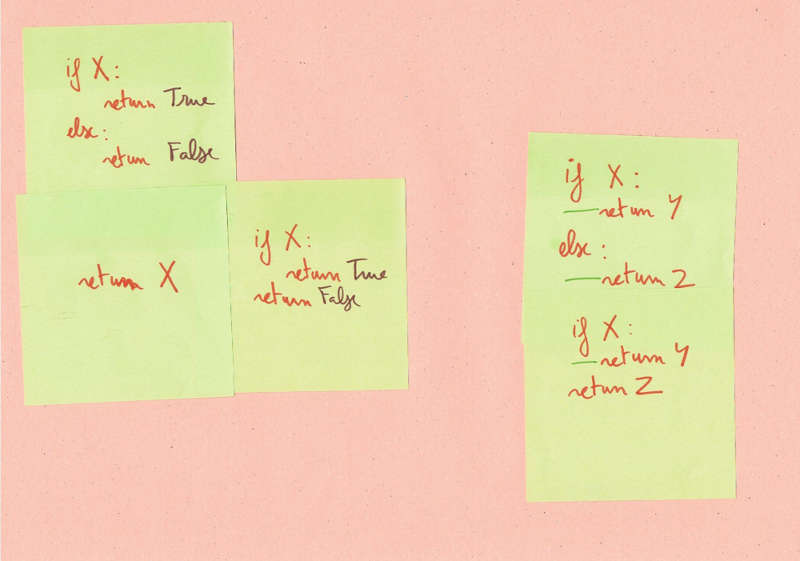 if X:
return True
else:
return False
return X
if X:
return True
return False
if X:
return Y
else:
return Z
if X:
return Y
return Z